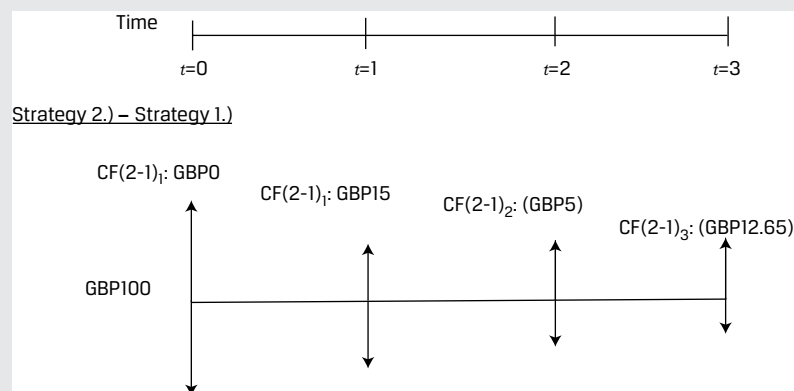 Time
t=0 t=1 t=2 t=3
Strategy 2.) – Strategy 1.)
CF(2-1)₁: GBP0
CF(2-1)₁: GBP15
CF(2-1)₂: (GBP5)
CF(2-1)₃: (GBP12.65)
GBP100